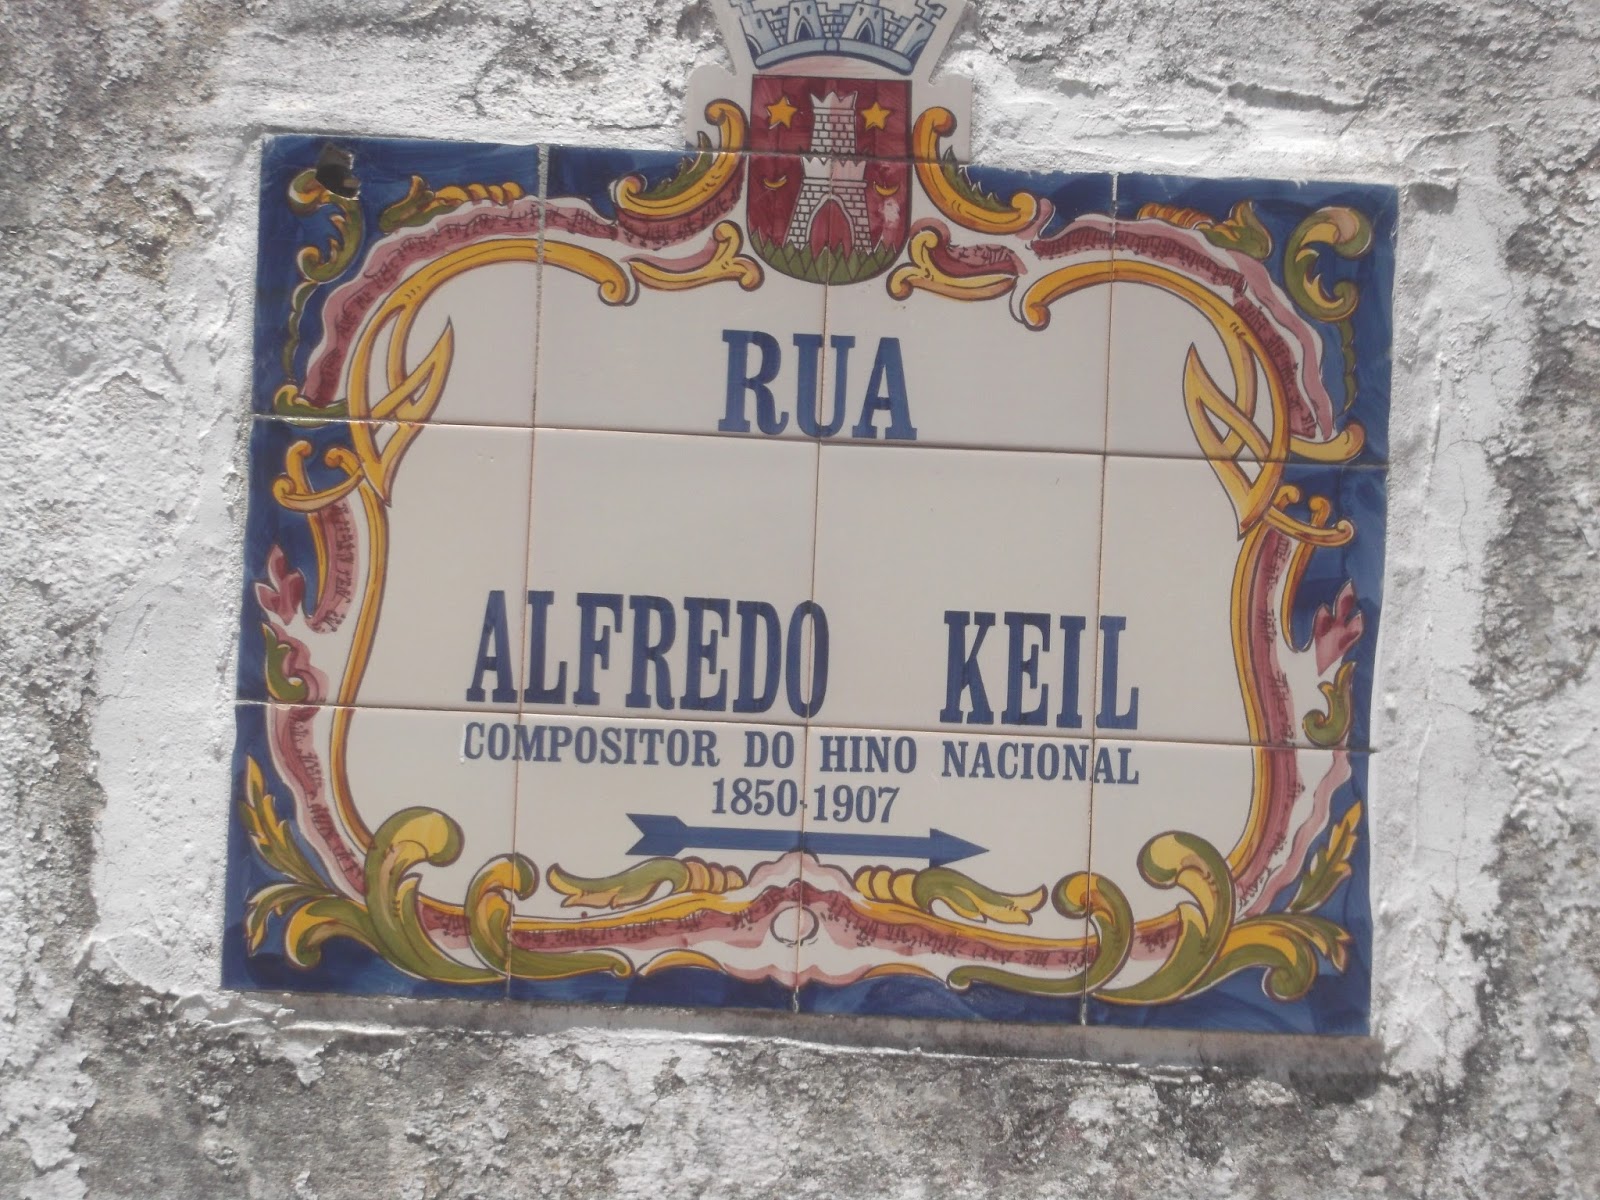 RUA
ALFREDO KEIL
COMPOSITOR DO HINO NACIONAL
1850-1907